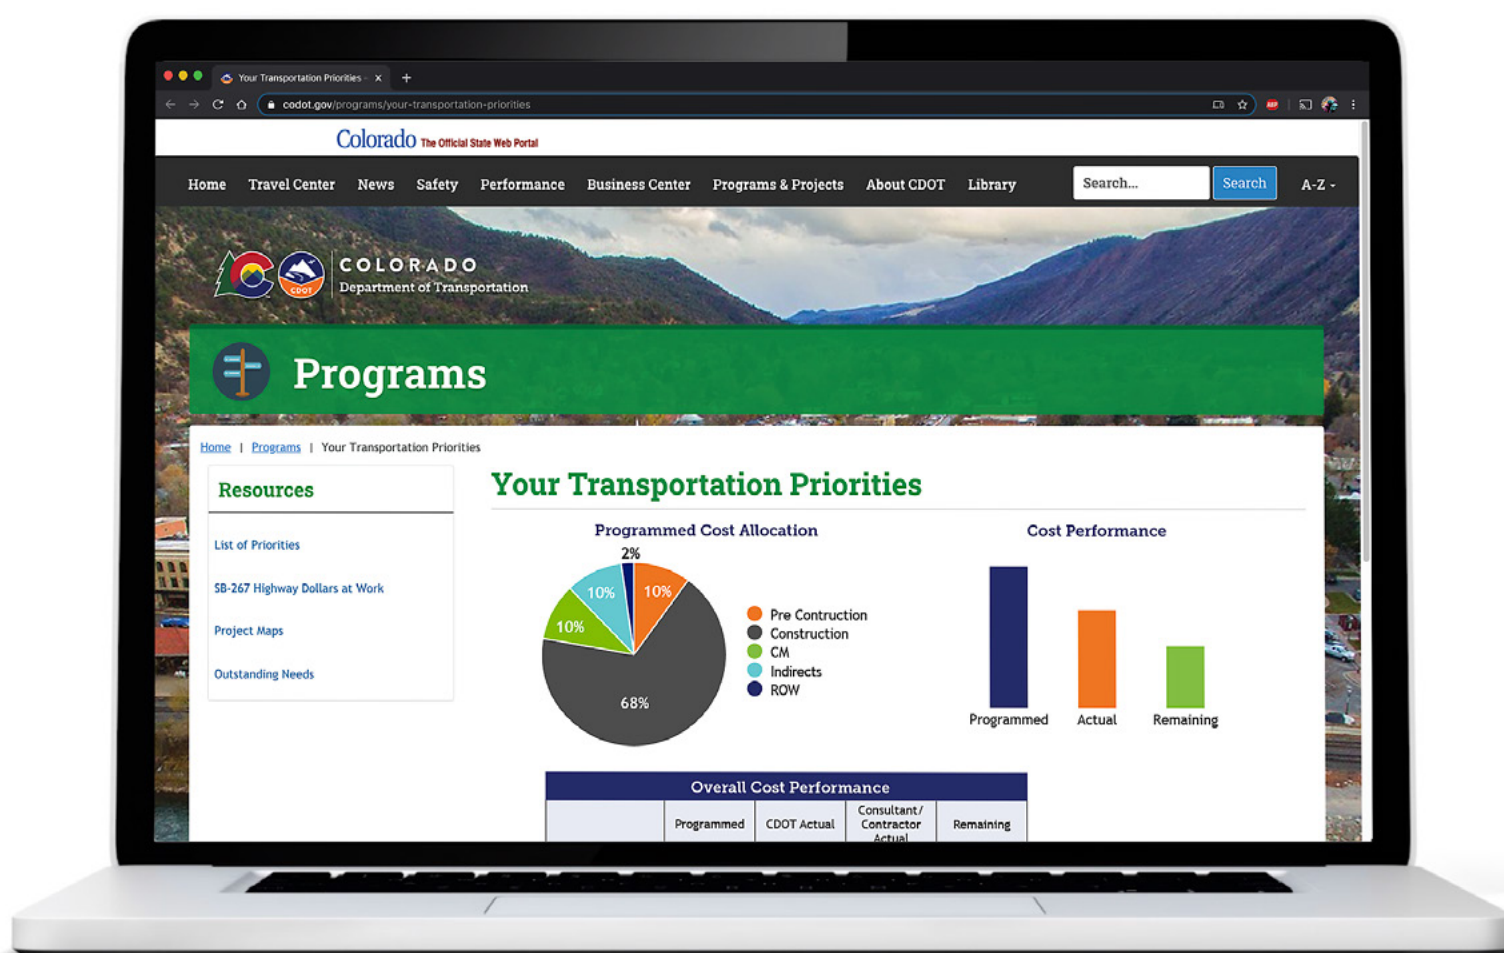 Your Transportation Priorities -
codot.gov/programs/your-transportation-priorities
ABP
Colorado The Official State Web Portal
Home Travel Center News Safety Performance Business Center Programs & Projects About CDOT Library Search... Search A-Z
COLORADO
Department of Transportation
CDOT
Programs
Home | Programs | Your Transportation Priorities
Resources
List of Priorities
SB-267 Highway Dollars at Work
Project Maps
Outstanding Needs
Your Transportation Priorities
Programmed Cost Allocation
2%
10%
10%
10%
68%
Pre Contruction
Construction
CM
Indirects
ROW
Cost Performance
Programmed Actual Remaining
Overall Cost Performance
Programmed CDOT Actual Consultant/
Contractor
Actual Remaining